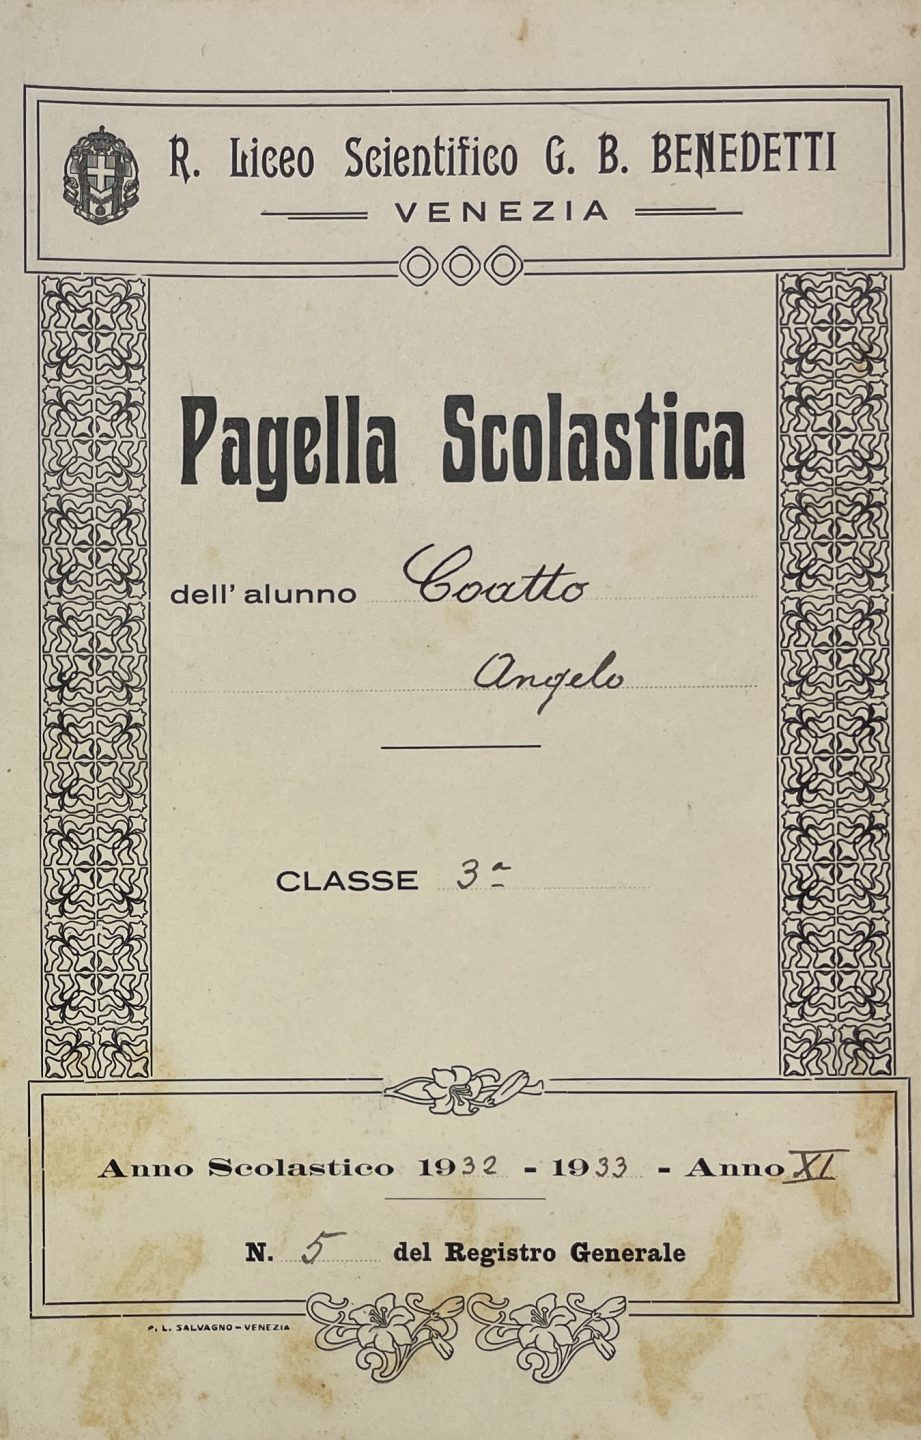 R. Liceo Scientifico G. B. BENEDETTI
VENEZIA
Pagella Scolastica
dell' alunno Coatto
Angelo
CLASSE 3ª
Anno Scolastico 1932 - 1933 - Anno XI
N. 5 del Registro Generale
P. L. SALVAGNO - VENEZIA